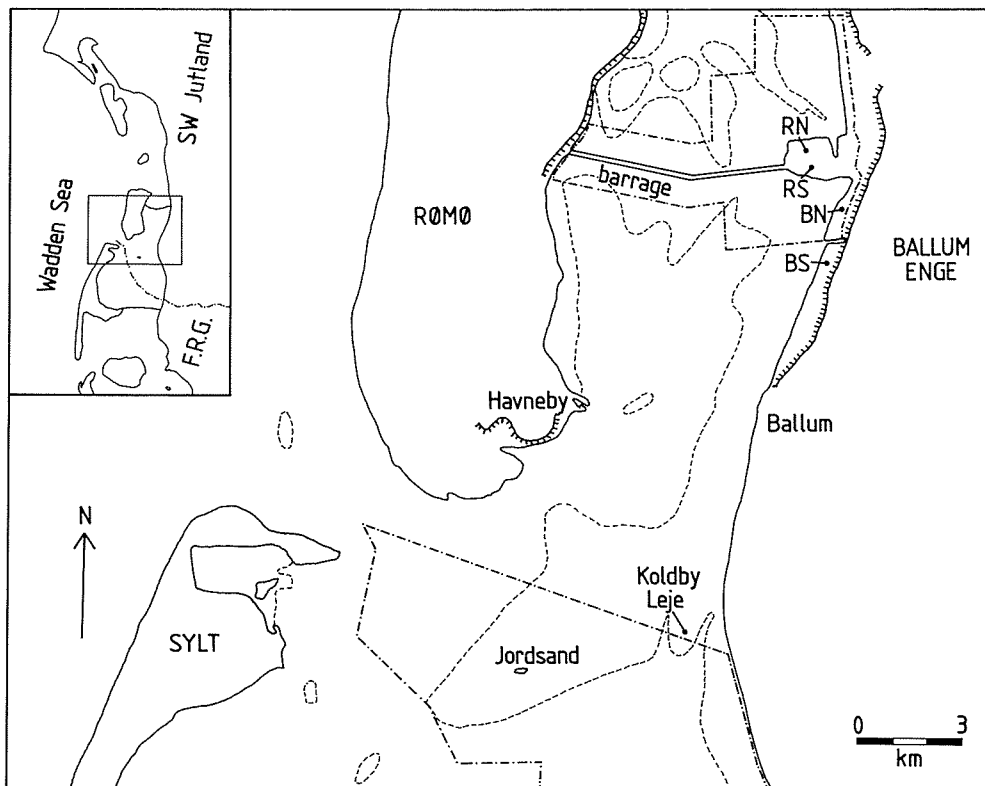 SW Jutland
Wadden Sea
F.R.G.
RN
RS
barrage
BN
RØMØ
BS
BALLUM
ENGE
Havneby
Ballum
N
Koldby
Leje
SYLT
Jordsand
0 3
km